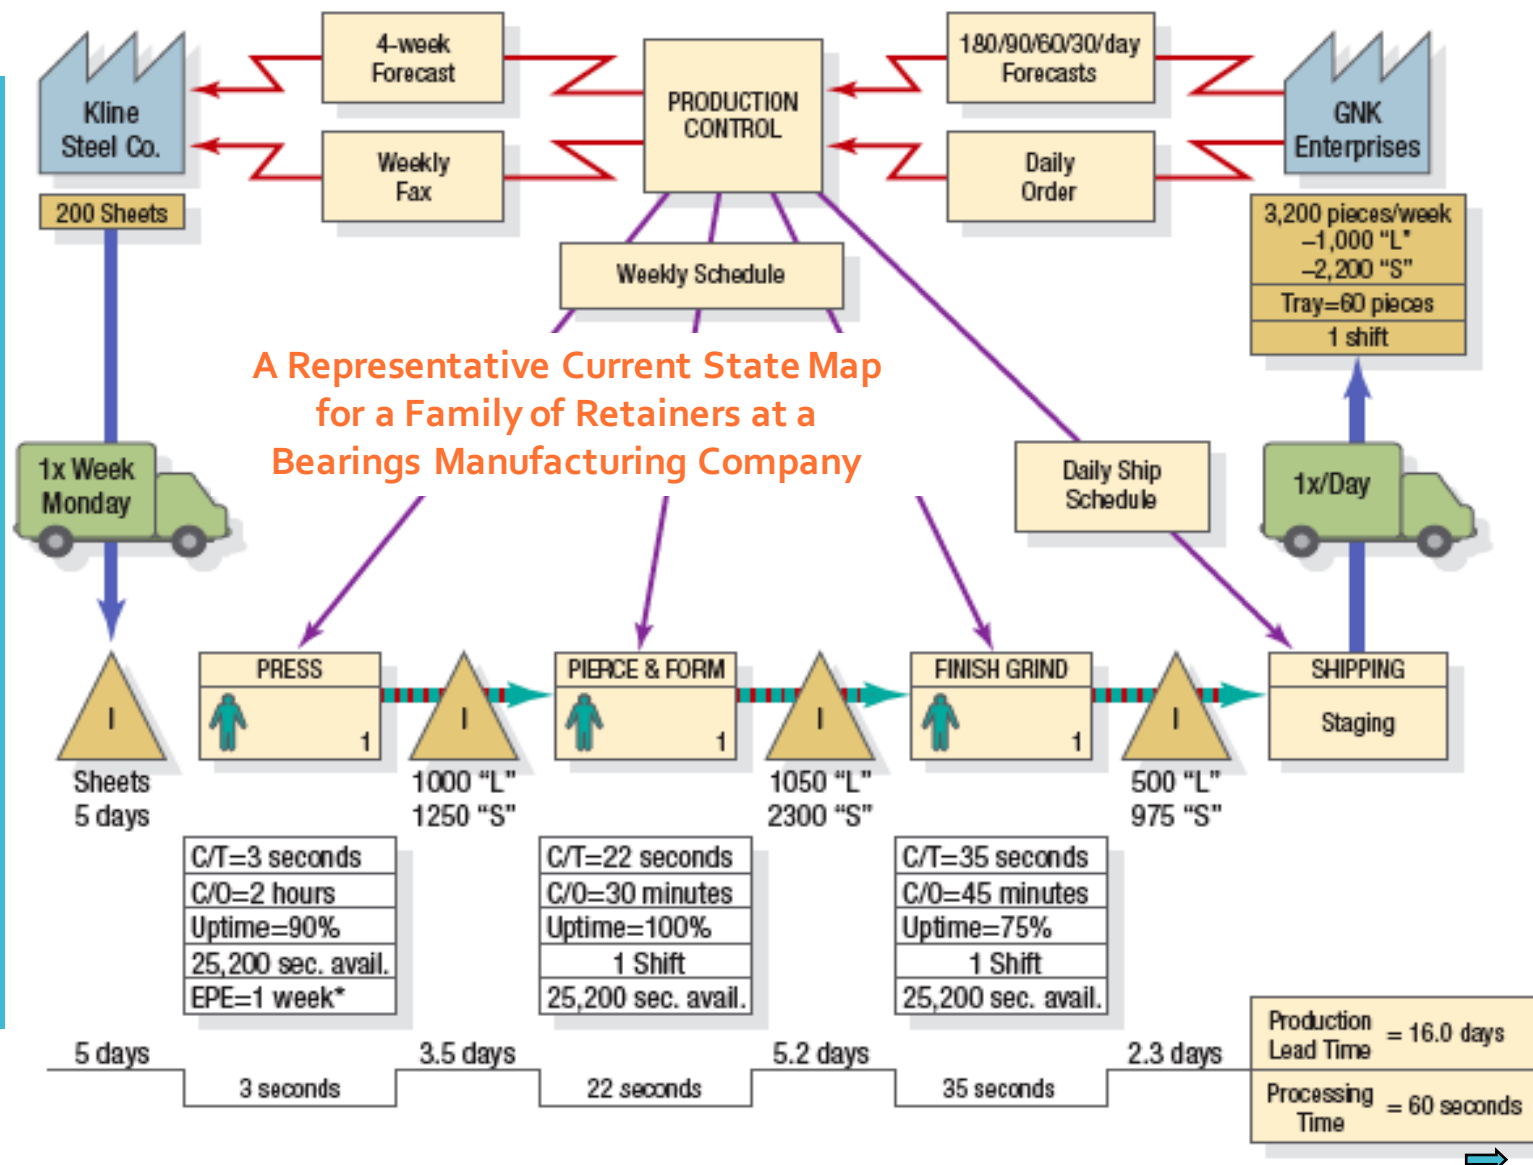 4-week
Forecast
180/90/60/30/day
Forecasts
Kline
Steel Co.
PRODUCTION
CONTROL
GNK
Enterprises
Weekly
Fax
Daily
Order
200 Sheets
3,200 pieces/week
–1,000 “L”
–2,200 “S”
Tray=60 pieces
1 shift
Weekly Schedule
A Representative Current State Map
for a Family of Retainers at a
Bearings Manufacturing Company
1x Week
Monday
Daily Ship
Schedule
1x/Day
PRESS
PIERCE & FORM
FINISH GRIND
SHIPPING
I
1
I
1
I
1
I
Staging
Sheets
5 days
1000 “L”
1250 “S”
1050 “L”
2300 “S”
500 “L”
975 “S”
C/T=3 seconds
C/O=2 hours
Uptime=90%
25,200 sec. avail.
EPE=1 week*
C/T=22 seconds
C/O=30 minutes
Uptime=100%
1 Shift
25,200 sec. avail.
C/T=35 seconds
C/O=45 minutes
Uptime=75%
1 Shift
25,200 sec. avail.
5 days
3.5 days
5.2 days
2.3 days
3 seconds
22 seconds
35 seconds
Production
Lead Time
= 16.0 days
Processing
Time
= 60 seconds